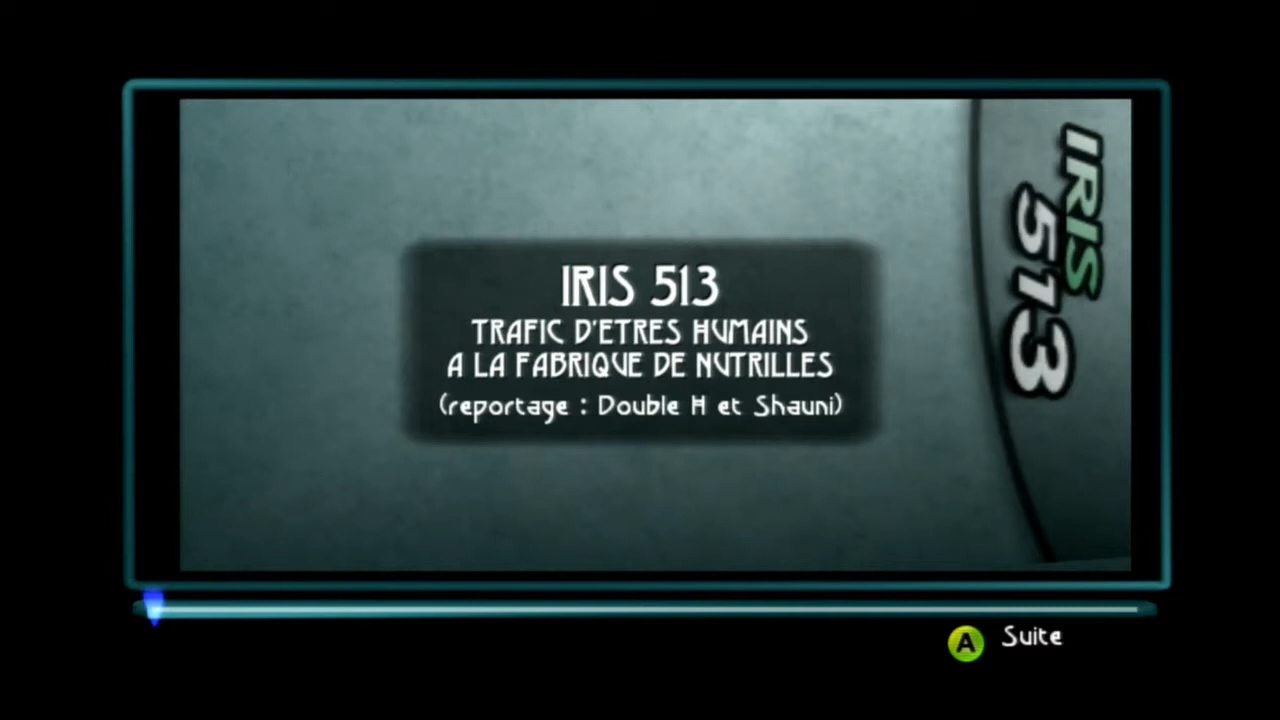 IRIS 513
TRAFIC D'ETRES HUMAINS
A LA FABRIQUE DE NUTRILLES
(reportage : Double H et Shauni)
IRIS
513
A Suite